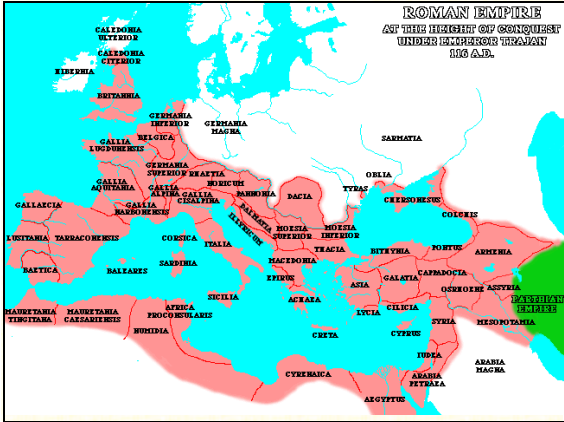 ROMAN EMPIRE
AT THE HEIGHT OF CONQUEST
UNDER EMPEROR TRAJAN
116 A.D.
CALEDONIA
ULTERIOR
CALEDONIA
CITERIOR
HIBERNIA
BRITANNIA
GERMANIA
INFERIOR
GERMANIA
MAGNA
BELGICA
SARMATIA
GALLIA
LUGDUNENSIS
GERMANIA
SUPERIOR
RHAETIA
NORICUM
PANNONIA
OLBIA
TYRAS
GALLIA
AQUITANIA
GALLIA
ALPINA
GALLIA
CISALPINA
DACIA
CHERSONESUS
GALLAECIA
GALLIA
NARBONENSIS
DALMATIA
ILLYRICUM
MOESIA
SUPERIOR
MOESIA
INFERIOR
COLCHIS
LUSITANIA
TARRACONENSIS
CORSICA
ITALIA
THACIA
BITHYNIA
PONTUS
ARMENIA
BAETICA
BALEARES
SARDINIA
MACEDONIA
EPIRUS
ASIA
GALATIA
CAPPADOCIA
OSRHOENE
ASSYRIA
PARTHIAN
EMPIRE
SICILIA
ACHAEA
LYCIA
CILICIA
MAURETANIA
TINGITANA
MAURETANIA
CAESARIENSIS
AFRICA
PROCONSULARIS
NUMIDIA
CRETA
CYPRUS
SYRIA
MESOPOTAMIA
IUDEA
ARABIA
MAGNA
CYRENAICA
ARABIA
PETRAEA
AEGYPTUS